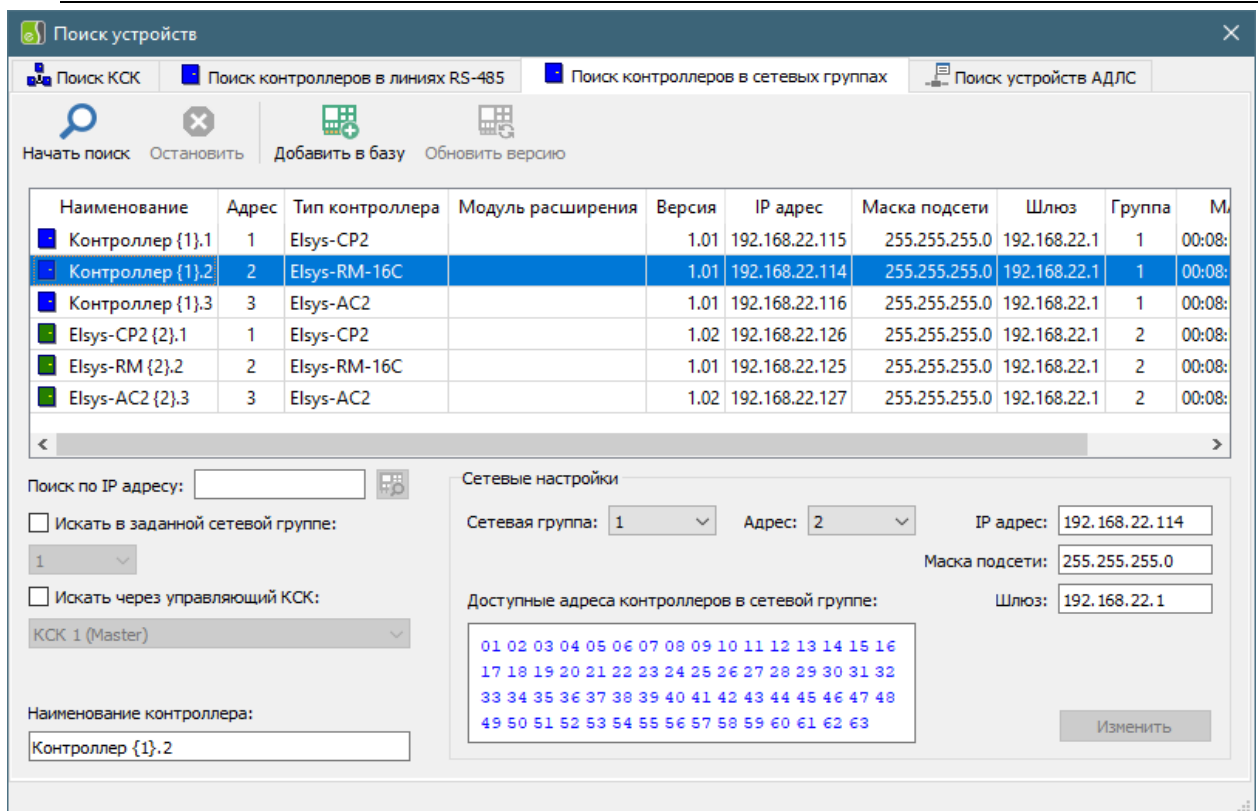 Поиск устройств
Поиск КСК Поиск контроллеров в линиях RS-485 Поиск контроллеров в сетевых группах Поиск устройств АДЛС
Начать поиск Остановить Добавить в базу Обновить версию
Наименование Адрес Тип контроллера Модуль расширения Версия IP адрес Маска подсети Шлюз Группа
Контроллер {1}.1 1 Elsys-CP2 1.01 192.168.22.115 255.255.255.0 192.168.22.1 1 00:08:
Контроллер {1}.2 2 Elsys-RM-16C 1.01 192.168.22.114 255.255.255.0 192.168.22.1 1 00:08:
Контроллер {1}.3 3 Elsys-AC2 1.01 192.168.22.116 255.255.255.0 192.168.22.1 1 00:08:
Elsys-CP2 {2}.1 1 Elsys-CP2 1.02 192.168.22.126 255.255.255.0 192.168.22.1 2 00:08:
Elsys-RM {2}.2 2 Elsys-RM-16C 1.01 192.168.22.125 255.255.255.0 192.168.22.1 2 00:08:
Elsys-AC2 {2}.3 3 Elsys-AC2 1.02 192.168.22.127 255.255.255.0 192.168.22.1 2 00:08:
Поиск по IP адресу:
Искать в заданной сетевой группе:
1
Искать через управляющий КСК:
КСК 1 (Master)
Наименование контроллера:
Контроллер {1}.2
Сетевые настройки
Сетевая группа: 1 Адрес: 2 IP адрес: 192.168.22.114
Маска подсети: 255.255.255.0
Доступные адреса контроллеров в сетевой группе: Шлюз: 192.168.22.1
01 02 03 04 05 06 07 08 09 10 11 12 13 14 15 16
17 18 19 20 21 22 23 24 25 26 27 28 29 30 31 32
33 34 35 36 37 38 39 40 41 42 43 44 45 46 47 48
49 50 51 52 53 54 55 56 57 58 59 60 61 62 63
Изменить